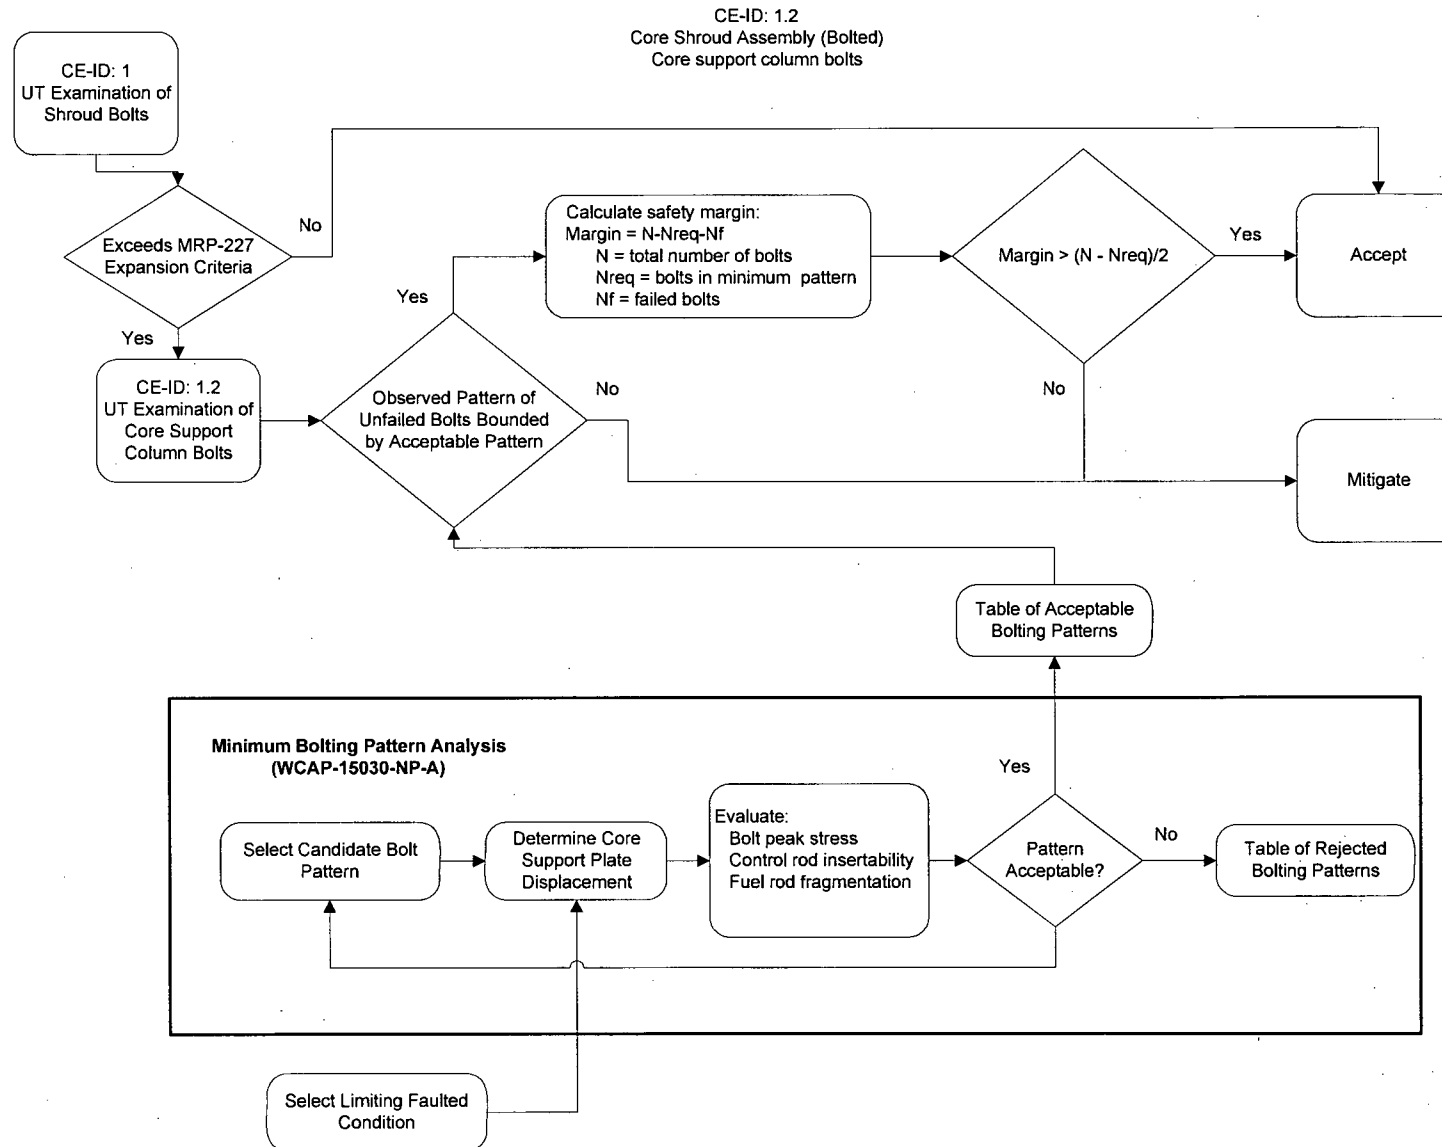 CE-ID: 1.2
Core Shroud Assembly (Bolted)
Core support column bolts
CE-ID: 1
UT Examination of
Shroud Bolts
Exceeds MRP-227
Expansion Criteria
No
Yes
CE-ID: 1.2
UT Examination of
Core Support
Column Bolts
Observed Pattern of
Unfailed Bolts Bounded
by Acceptable Pattern
Yes
No
Calculate safety margin:
Margin = N-Nreq-Nf
N = total number of bolts
Nreq = bolts in minimum pattern
Nf = failed bolts
Margin > (N - Nreq)/2
Yes
No
Accept
Mitigate
Table of Acceptable
Bolting Patterns
Minimum Bolting Pattern Analysis
(WCAP-15030-NP-A)
Select Candidate Bolt
Pattern
Determine Core
Support Plate
Displacement
Evaluate:
Bolt peak stress
Control rod insertability
Fuel rod fragmentation
Pattern
Acceptable?
Yes
No
Table of Rejected
Bolting Patterns
Select Limiting Faulted
Condition